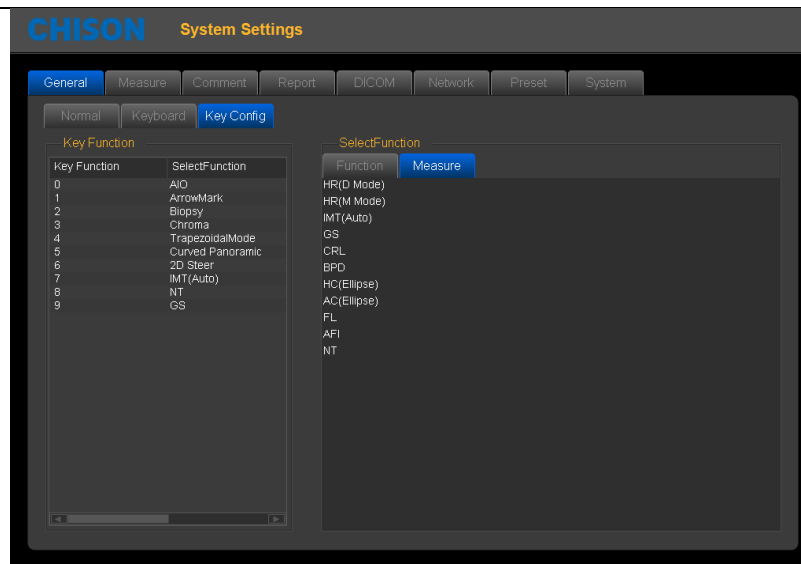 CHISON System Settings
General Measure Comment Report DICOM Network Preset System
Normal Keyboard Key Config
Key Function
Key Function SelectFunction
0 AIO
1 ArrowMark
2 Biopsy
3 Chroma
4 TrapezoidalMode
5 Curved Panoramic
6 2D Steer
7 IMT(Auto)
8 NT
9 GS
SelectFunction
Function Measure
HR(D Mode)
HR(M Mode)
IMT(Auto)
GS
CRL
BPD
HC(Ellipse)
AC(Ellipse)
FL
AFI
NT